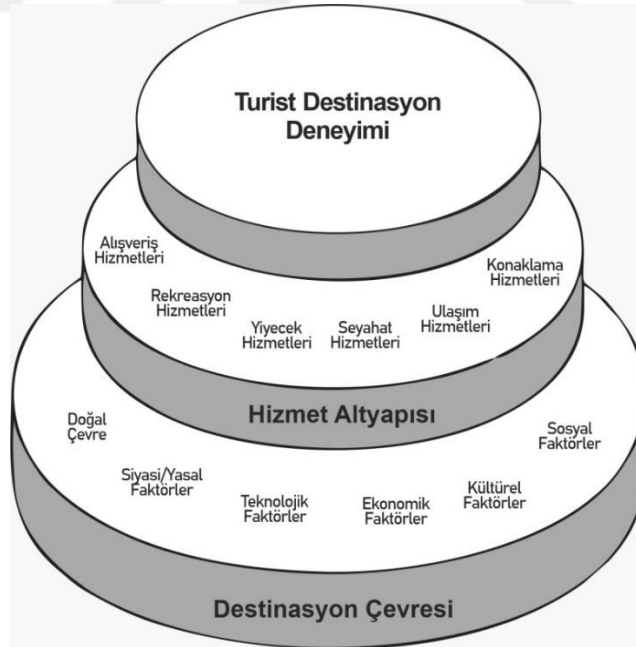 Turist Destinasyon
Deneyimi
Alışveriş
Hizmetleri
Rekreasyon
Hizmetleri
Yiyecek
Hizmetleri
Seyahat
Hizmetleri
Ulaşım
Hizmetleri
Konaklama
Hizmetleri
Hizmet Altyapısı
Doğal
Çevre
Siyasi/Yasal
Faktörler
Teknolojik
Faktörler
Ekonomik
Faktörler
Kültürel
Faktörler
Sosyal
Faktörler
Destinasyon Çevresi